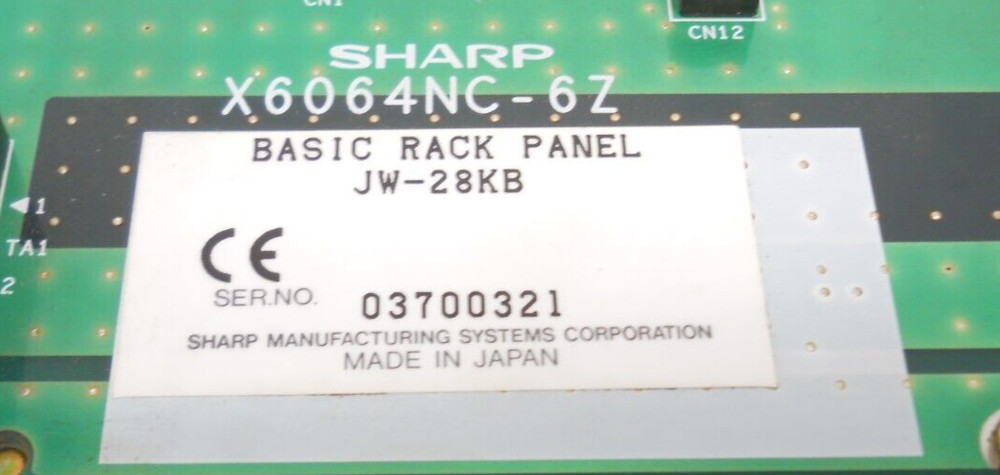 CN1
CN12
SHARP
X6064NC-6Z
BASIC RACK PANEL
JW-28KB
◀1
TA1
2
CE
SER.NO. 03700321
SHARP MANUFACTURING SYSTEMS CORPORATION
MADE IN JAPAN